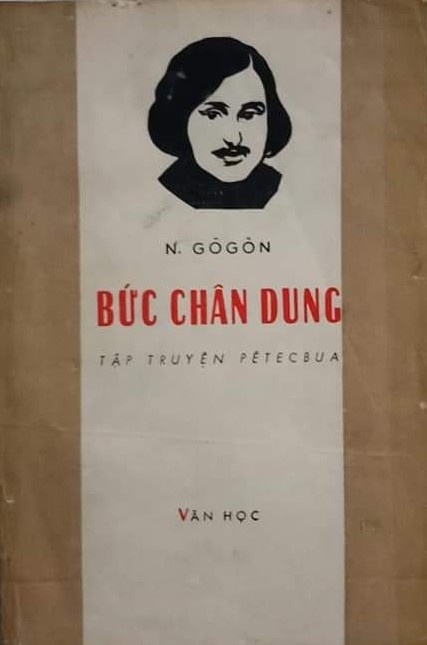 N. GÔGÔN
BỨC CHÂN DUNG
TẬP TRUYỆN PÊTECBUA
VĂN HỌC